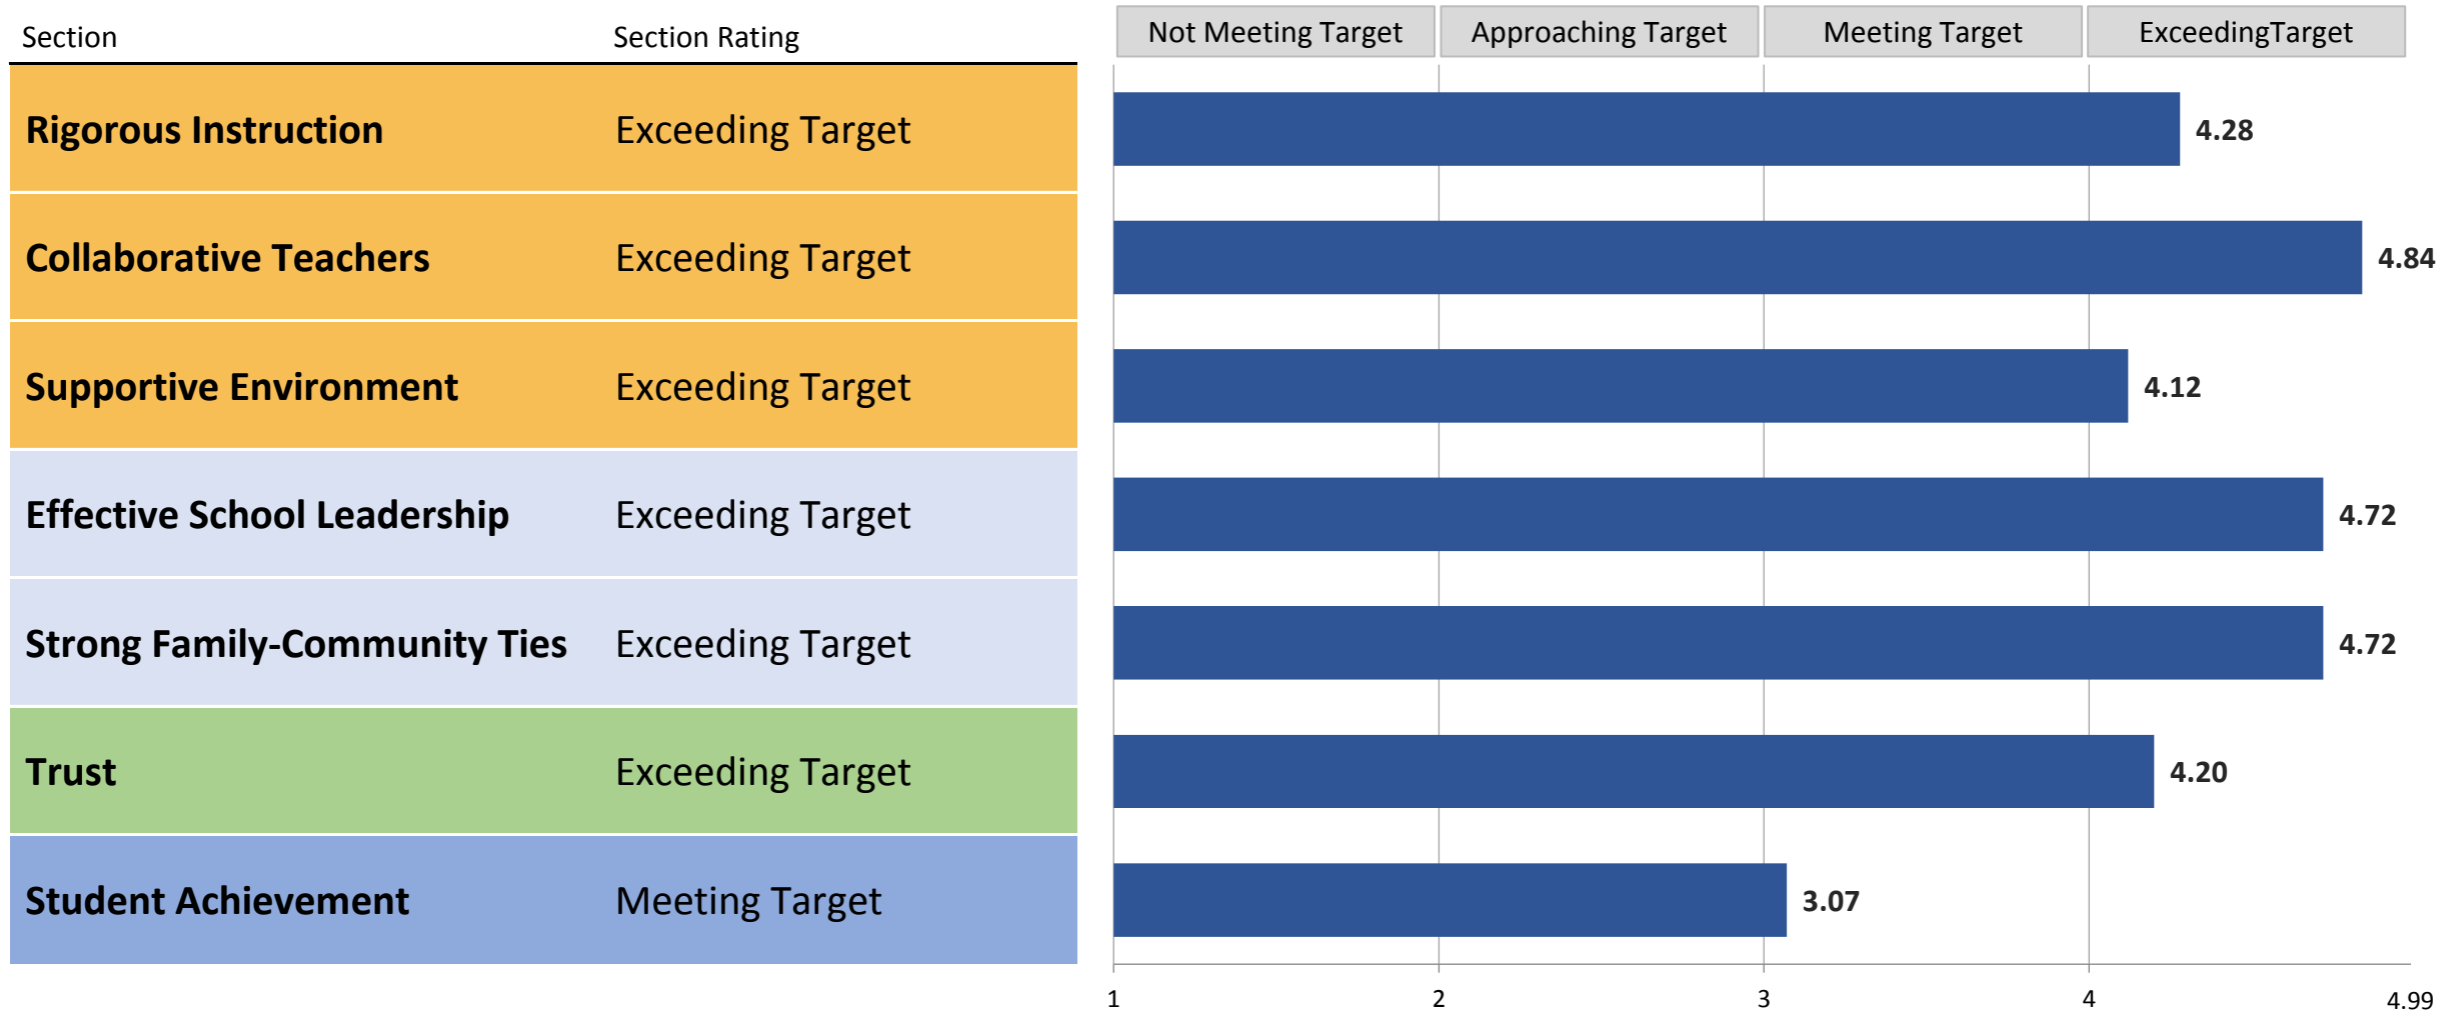 Section Section Rating Not Meeting Target Approaching Target Meeting Target ExceedingTarget
Rigorous Instruction Exceeding Target 4.28
Collaborative Teachers Exceeding Target 4.84
Supportive Environment Exceeding Target 4.12
Effective School Leadership Exceeding Target 4.72
Strong Family-Community Ties Exceeding Target 4.72
Trust Exceeding Target 4.20
Student Achievement Meeting Target 3.07
1 2 3 4 4.99